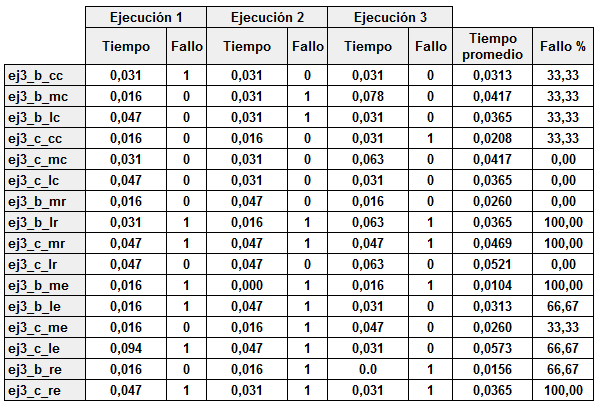 Ejecución 1 Ejecución 2 Ejecución 3
Tiempo Fallo Tiempo Fallo Tiempo Fallo Tiempo promedio Fallo %
ej3_b_cc 0,031 1 0,031 0 0,031 0 0,0313 33,33
ej3_b_mc 0,016 0 0,031 1 0,078 0 0,0417 33,33
ej3_b_lc 0,047 0 0,031 1 0,031 0 0,0365 33,33
ej3_c_cc 0,016 0 0,016 0 0,031 1 0,0208 33,33
ej3_c_mc 0,031 0 0,031 0 0,063 0 0,0417 0,00
ej3_c_lc 0,047 0 0,031 0 0,031 0 0,0365 0,00
ej3_b_mr 0,016 0 0,047 0 0,016 0 0,0260 0,00
ej3_b_lr 0,031 1 0,016 1 0,063 1 0,0365 100,00
ej3_c_mr 0,047 1 0,047 1 0,047 1 0,0469 100,00
ej3_c_lr 0,047 0 0,047 0 0,063 0 0,0521 0,00
ej3_b_me 0,016 1 0,000 1 0,016 1 0,0104 100,00
ej3_b_le 0,016 1 0,047 1 0,031 0 0,0313 66,67
ej3_c_me 0,016 0 0,016 1 0,047 0 0,0260 33,33
ej3_c_le 0,094 1 0,047 1 0,031 0 0,0573 66,67
ej3_b_re 0,016 0 0,016 1 0.0 1 0,0156 66,67
ej3_c_re 0,047 1 0,031 1 0,031 1 0,0365 100,00